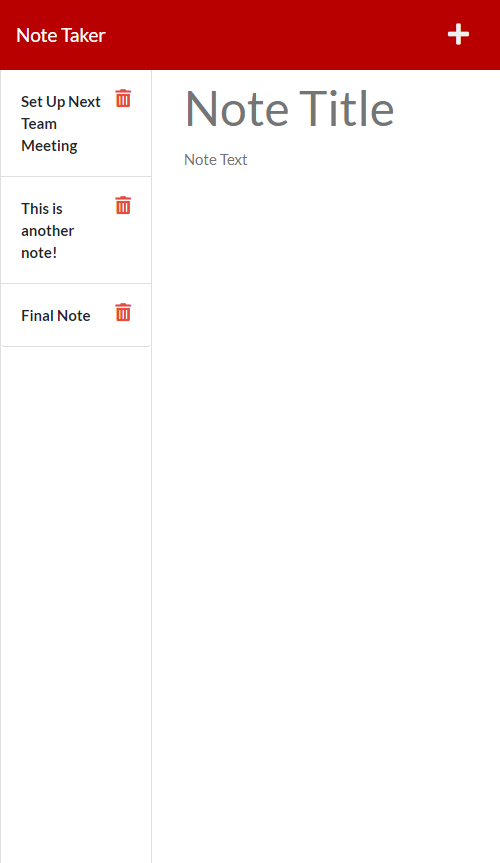 Note Taker
Set Up Next
Team
Meeting
This is
another
note!
Final Note
Note Title
Note Text